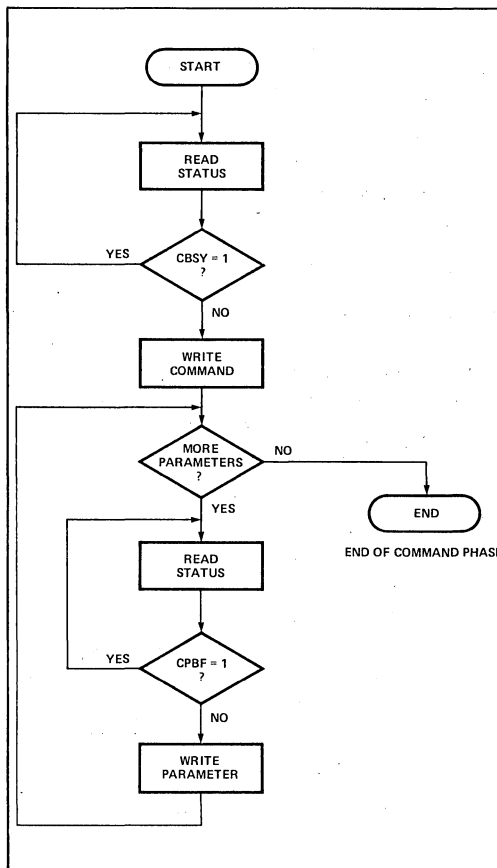 START
READ
STATUS
YES
CBSY = 1
?
NO
WRITE
COMMAND
MORE
PARAMETERS
?
NO
YES
END
END OF COMMAND PHAS
READ
STATUS
YES
CPBF = 1
?
NO
WRITE
PARAMETER